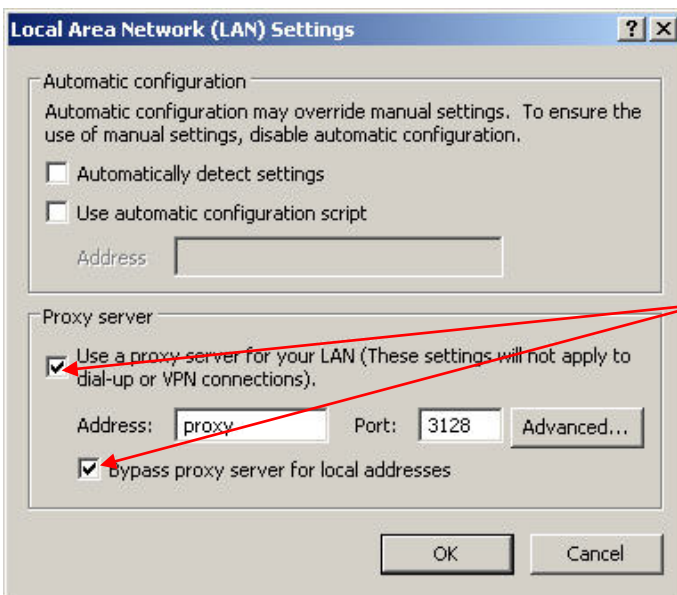 Local Area Network (LAN) Settings
Automatic configuration
Automatic configuration may override manual settings. To ensure the
use of manual settings, disable automatic configuration.
Automatically detect settings
Use automatic configuration script
Address
Proxy server
Use a proxy server for your LAN (These settings will not apply to
dial-up or VPN connections).
Address: proxy Port: 3128 Advanced...
Bypass proxy server for local addresses
OK Cancel